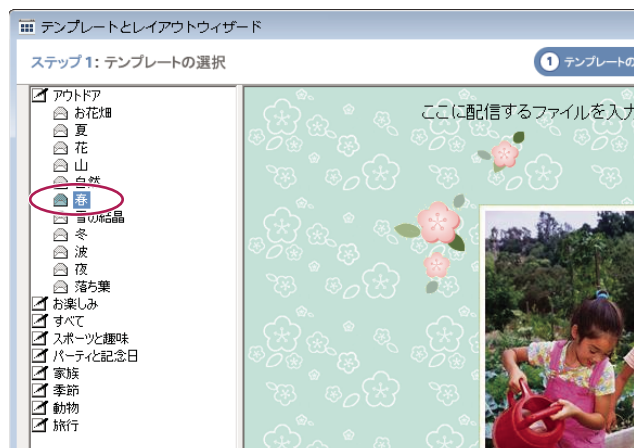 テンプレートとレイアウトウィザード
ステップ 1: テンプレートの選択
1 テンプレートの
アウトドア
お花畑
夏
花
山
自然
春
雪の結晶
冬
波
夜
落ち葉
お楽しみ
すべて
スポーツと趣味
パーティと記念日
家族
季節
動物
旅行
ここに配信するファイルを入力